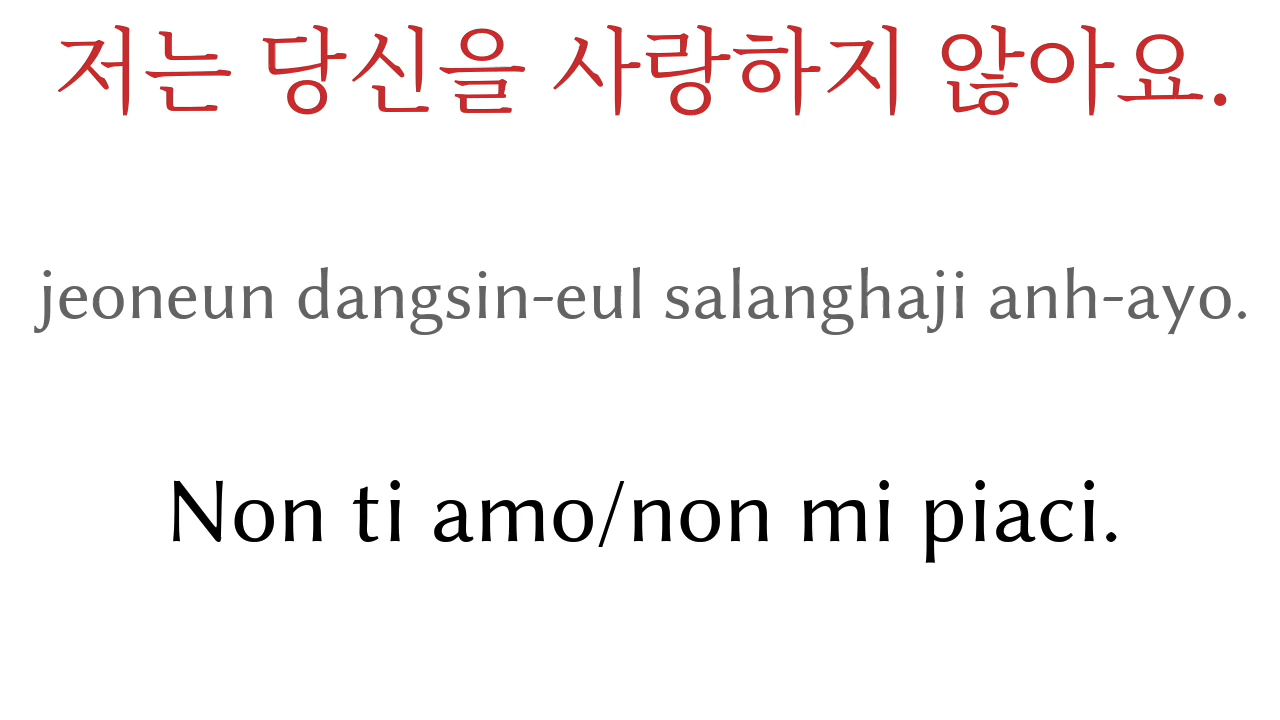 저는 당신을 사랑하지 않아요.
jeoneun dangsin-eul salanghaji anh-ayo.
Non ti amo/non mi piaci.